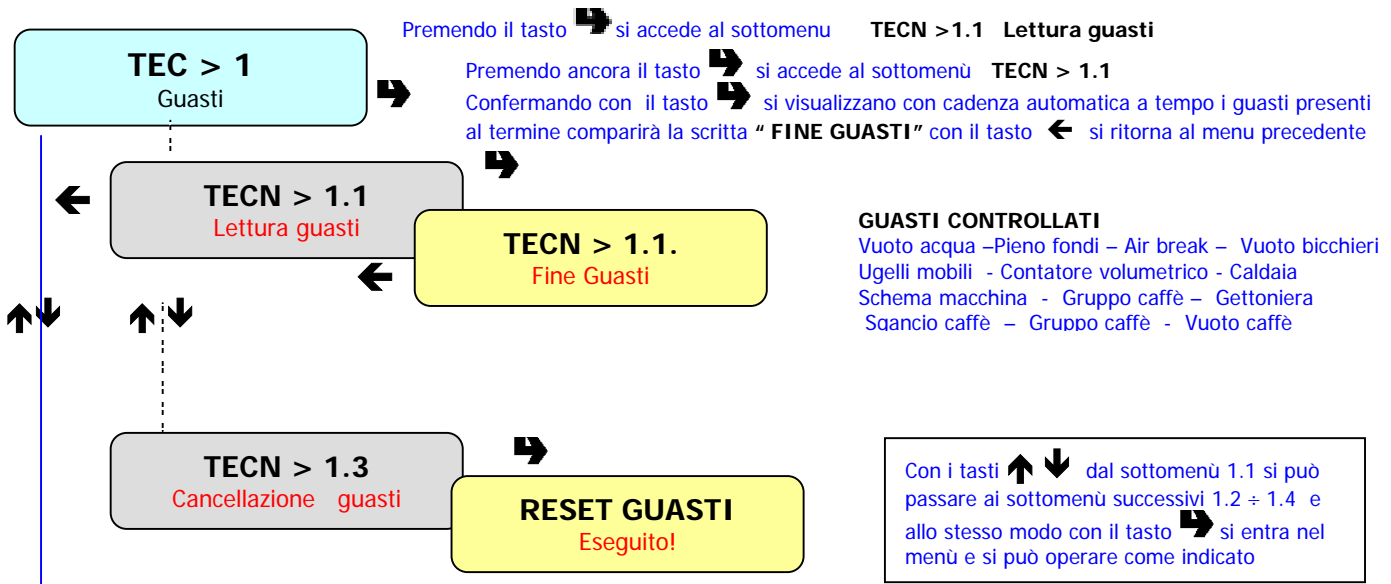 Premendo il tasto si accede al sottomenu TECN >1.1 Lettura guasti
TEC > 1
Guasti
Premendo ancora il tasto si accede al sottomenù TECN > 1.1
Confermando con il tasto si visualizzano con cadenza automatica a tempo i guasti presenti
al termine comparirà la scritta “ FINE GUASTI” con il tasto si ritorna al menu precedente
TECN > 1.1
Lettura guasti
TECN > 1.1.
Fine Guasti
GUASTI CONTROLLATI
Vuoto acqua –Pieno fondi – Air break – Vuoto bicchieri
Ugelli mobili - Contatore volumetrico - Caldaia
Schema macchina - Gruppo caffè – Gettoniera
Sgancio caffè – Gruppo caffè - Vuoto caffè
TECN > 1.3
Cancellazione guasti
RESET GUASTI
Eseguito!
Con i tasti dal sottomenù 1.1 si può
passare ai sottomenù successivi 1.2 ÷ 1.4 e
allo stesso modo con il tasto si entra nel
menù e si può operare come indicato